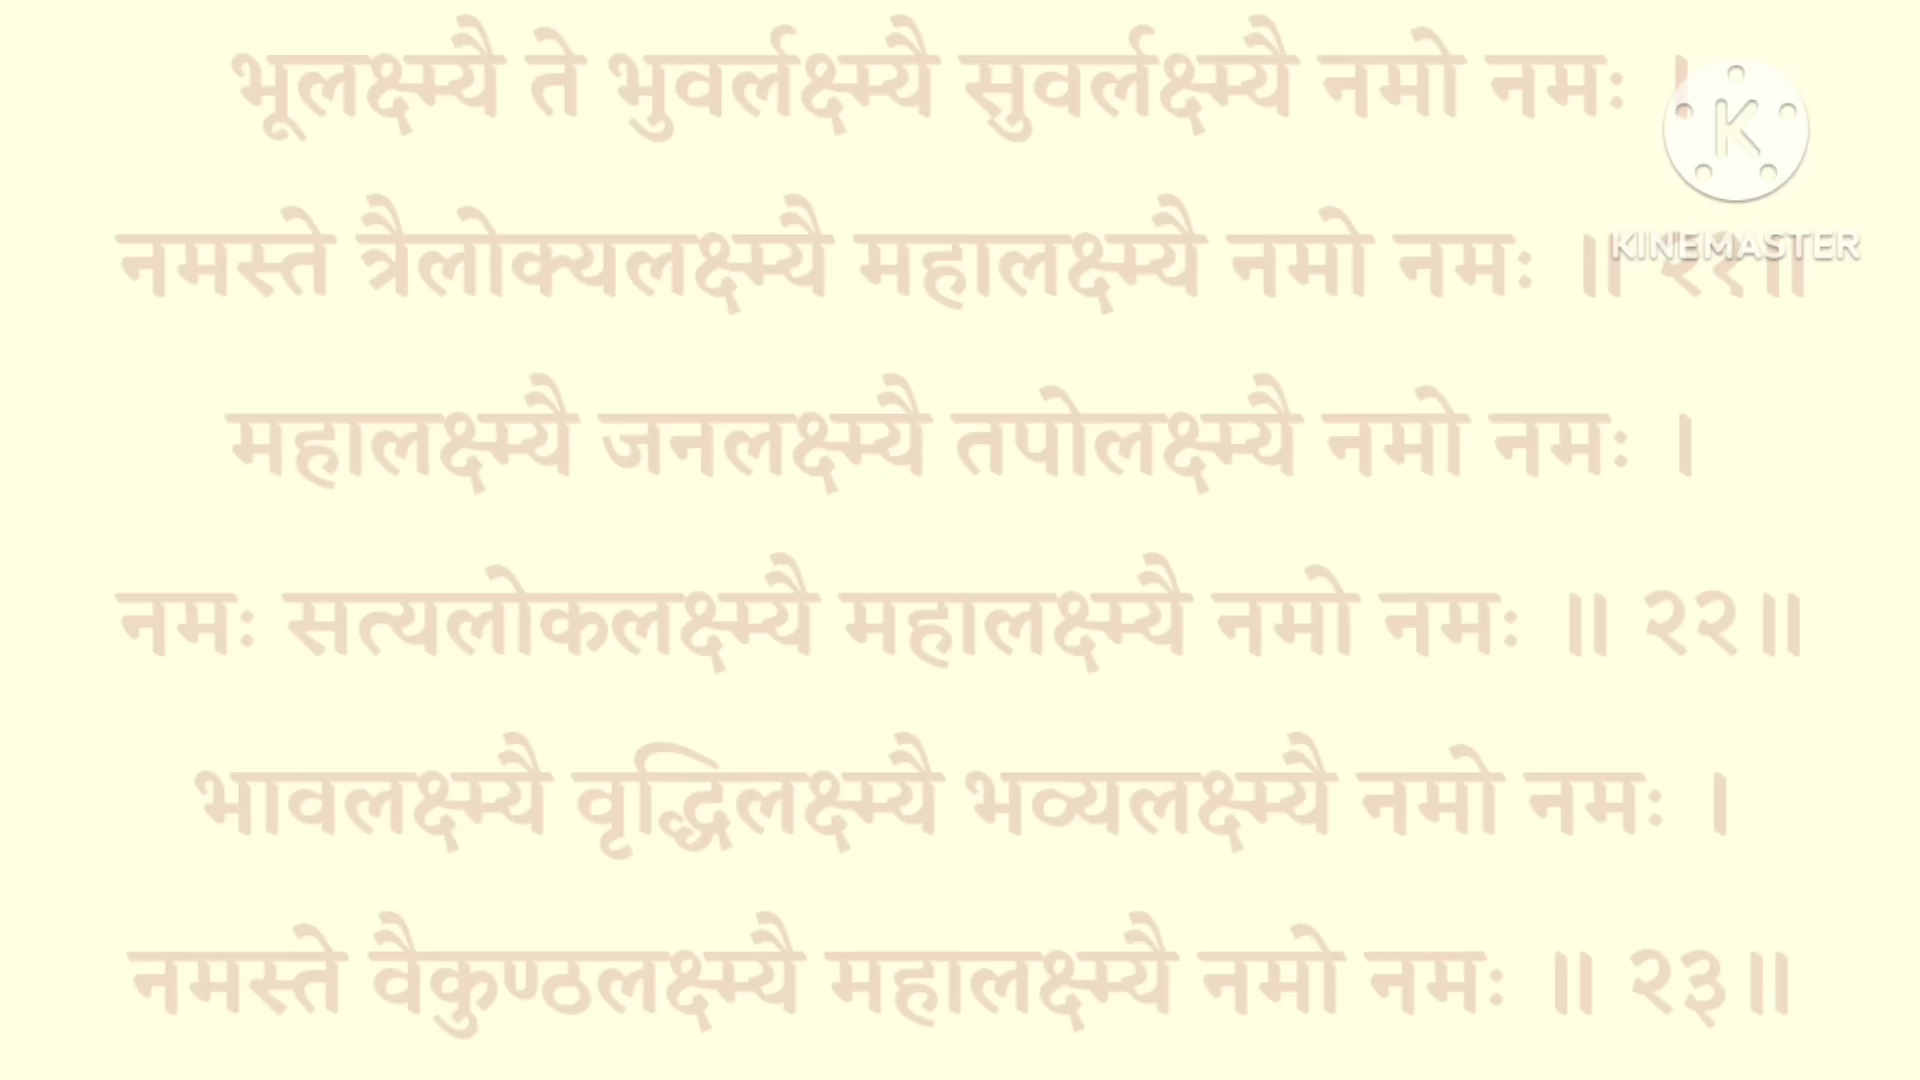 भूलक्ष्म्यै ते भुवर्लक्ष्म्यै सुवर्लक्ष्म्यै नमो नमः ।
नमस्ते त्रैलोक्यलक्ष्म्यै महालक्ष्म्यै नमो नमः ॥ २१॥
महालक्ष्म्यै जनलक्ष्म्यै तपोलक्ष्म्यै नमो नमः ।
नमः सत्यलोकलक्ष्म्यै महालक्ष्म्यै नमो नमः ॥ २२॥
भावलक्ष्म्यै वृद्धिलक्ष्म्यै भव्यलक्ष्म्यै नमो नमः ।
नमस्ते वैकुण्ठलक्ष्म्यै महालक्ष्म्यै नमो नमः ॥ २३॥
K
KINEMASTER